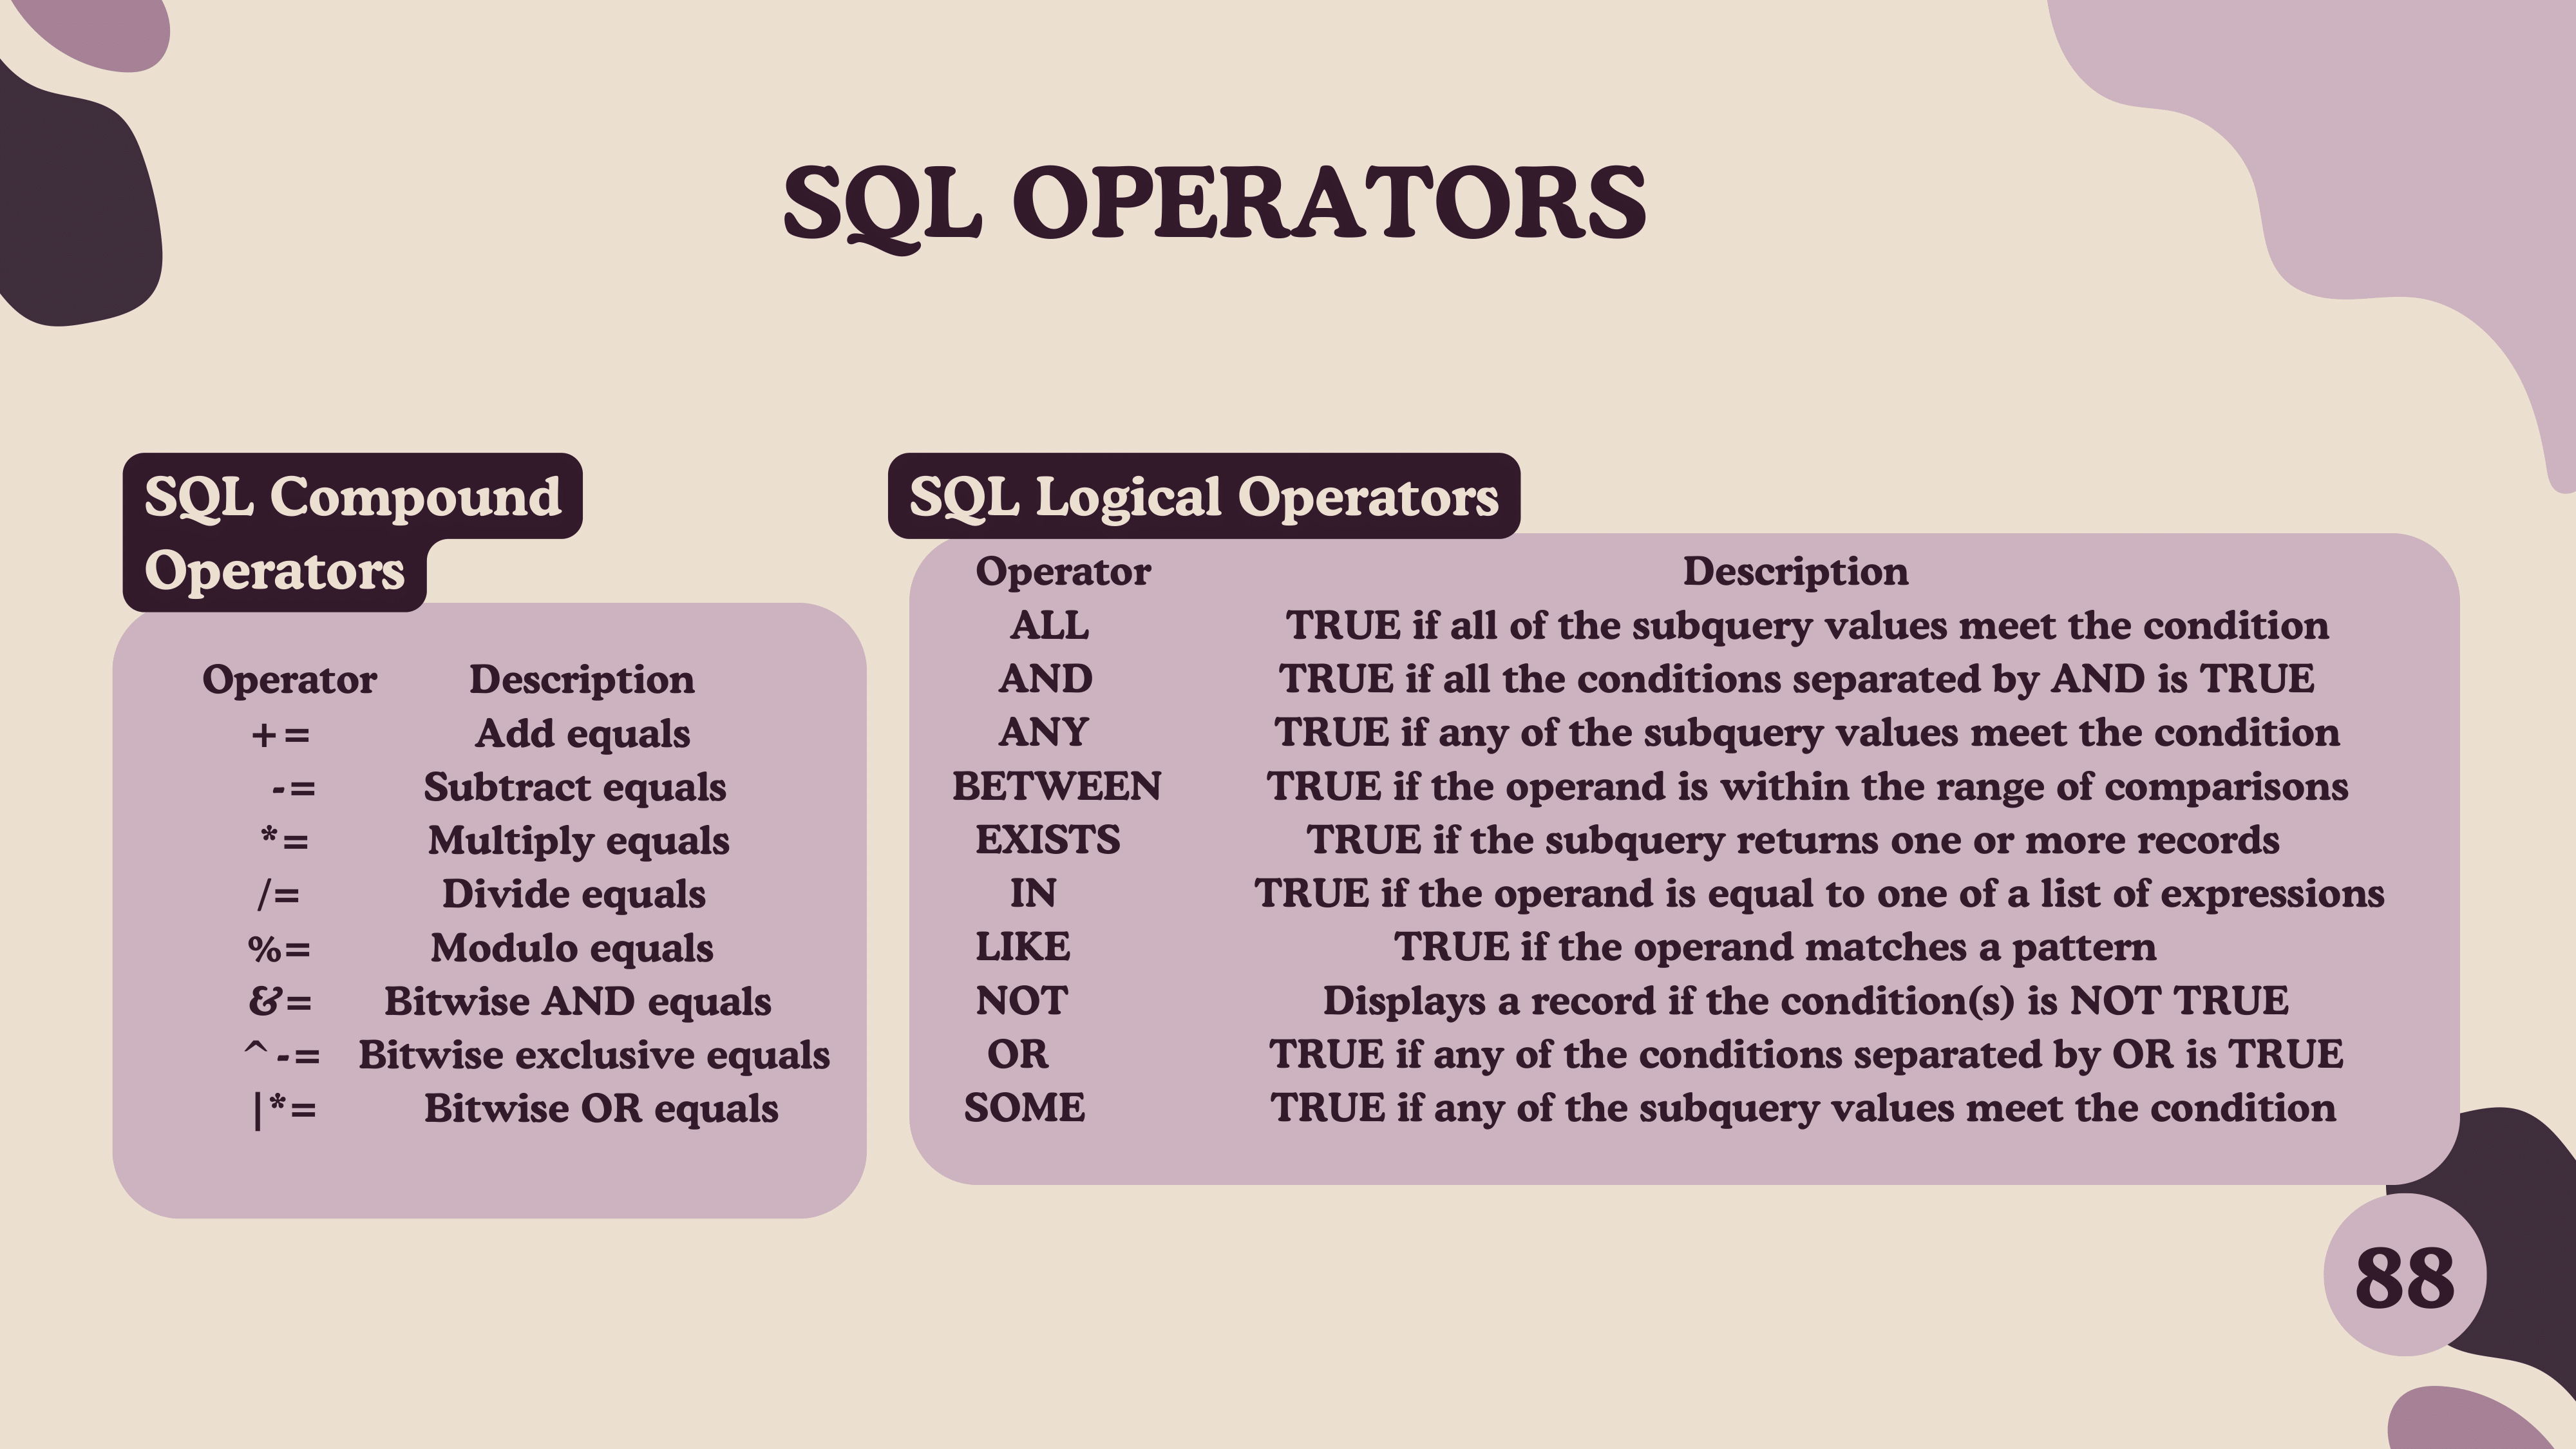 SQL OPERATORS
SQL Compound
Operators
Operator Description
+= Add equals
-= Subtract equals
*= Multiply equals
/= Divide equals
%= Modulo equals
&= Bitwise AND equals
^-= Bitwise exclusive equals
|*= Bitwise OR equals
SQL Logical Operators
Operator Description
ALL TRUE if all of the subquery values meet the condition
AND TRUE if all the conditions separated by AND is TRUE
ANY TRUE if any of the subquery values meet the condition
BETWEEN TRUE if the operand is within the range of comparisons
EXISTS TRUE if the subquery returns one or more records
IN TRUE if the operand is equal to one of a list of expressions
LIKE TRUE if the operand matches a pattern
NOT Displays a record if the condition(s) is NOT TRUE
OR TRUE if any of the conditions separated by OR is TRUE
SOME TRUE if any of the subquery values meet the condition
88